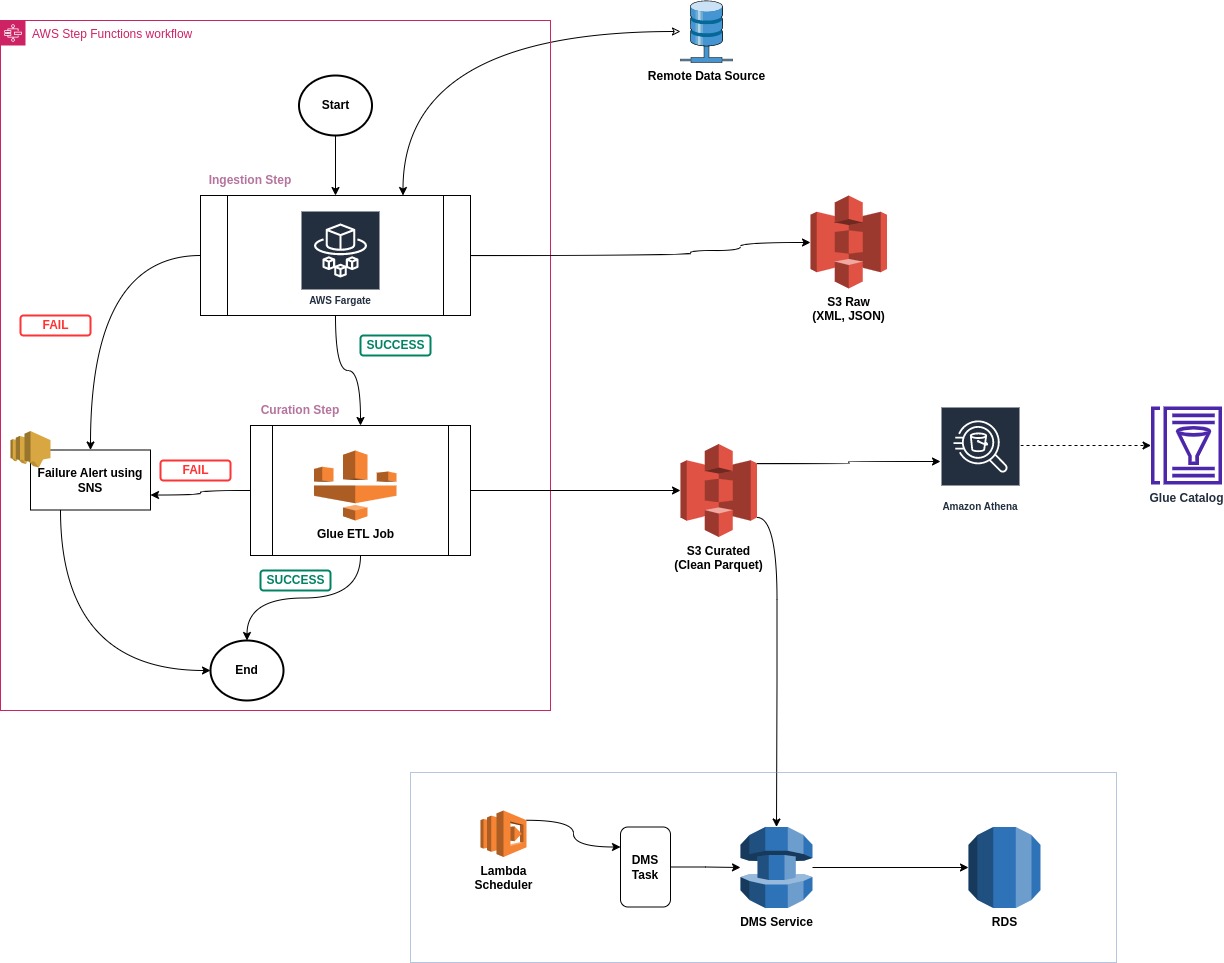 AWS Step Functions workflow
Remote Data Source
Start
Ingestion Step
AWS Fargate
S3 Raw
(XML, JSON)
FAIL
SUCCESS
Curation Step
Failure Alert using
SNS
FAIL
Glue ETL Job
S3 Curated
(Clean Parquet)
Amazon Athena
Glue Catalog
SUCCESS
End
Lambda
Scheduler
DMS
Task
DMS Service
RDS